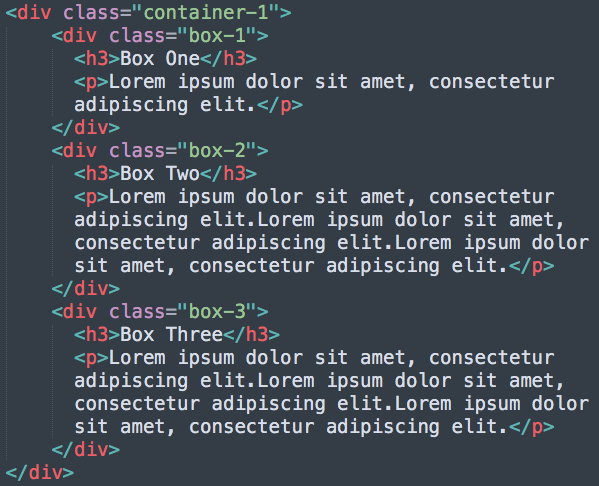 <div class="container-1">
<div class="box-1">
<h3>Box One</h3>
<p>Lorem ipsum dolor sit amet, consectetur
adipiscing elit.</p>
</div>
<div class="box-2">
<h3>Box Two</h3>
<p>Lorem ipsum dolor sit amet, consectetur
adipiscing elit.Lorem ipsum dolor sit amet,
consectetur adipiscing elit.Lorem ipsum dolor
sit amet, consectetur adipiscing elit.</p>
</div>
<div class="box-3">
<h3>Box Three</h3>
<p>Lorem ipsum dolor sit amet, consectetur
adipiscing elit.Lorem ipsum dolor sit amet,
consectetur adipiscing elit.Lorem ipsum dolor
sit amet, consectetur adipiscing elit.</p>
</div>
</div>